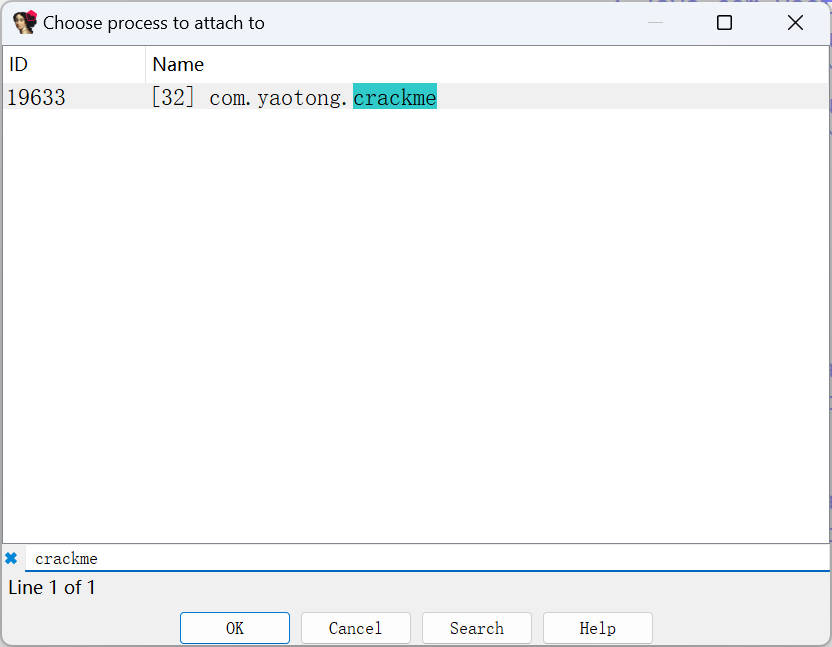 Choose process to attach to
ID Name
19633 [32] com.yaotong.crackme
crackme
Line 1 of 1
OK Cancel Search Help